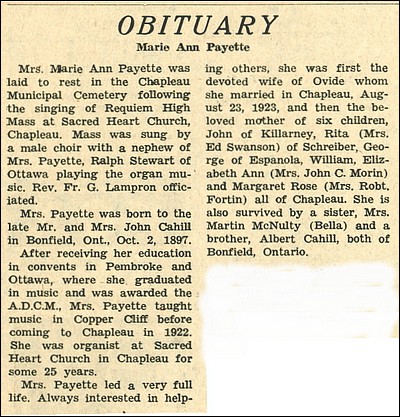 OBITUARY
Marie Ann Payette
Mrs. Marie Ann Payette was
laid to rest in the Chapleau
Municipal Cemetery following
the singing of Requiem High
Mass at Sacred Heart Church,
Chapleau. Mass was sung by
a male choir with a nephew of
Mrs. Payette, Ralph Stewart of
Ottawa playing the organ mu-
sic. Rev. Fr. G. Lampron offic-
iated.
Mrs. Payette was born to the
late Mr. and Mrs. John Cahill
in Bonfield, Ont., Oct. 2, 1897.
After receiving her education
in convents in Pembroke and
Ottawa, where she graduated
in music and was awarded the
A.D.C.M., Mrs. Payette taught
music in Copper Cliff before
coming to Chapleau in 1922.
She was organist at Sacred
Heart Church in Chapleau for
some 25 years.
Mrs. Payette led a very full
life. Always interested in help-
ing others, she was first the
devoted wife of Ovide whom
she married in Chapleau, Aug-
ust 23, 1923, and then the be-
loved mother of six children,
John of Killarney, Rita (Mrs.
Ed Swanson) of Schreiber, Geo-
rge of Espanola, William, Eliz-
abeth Ann (Mrs. John C. Morin)
and Margaret Rose (Mrs. Robt,
Fortin) all of Chapleau. She is
also survived by a sister, Mrs.
Martin McNulty (Bella) and a
brother, Albert Cahill, both of
Bonfield, Ontario.